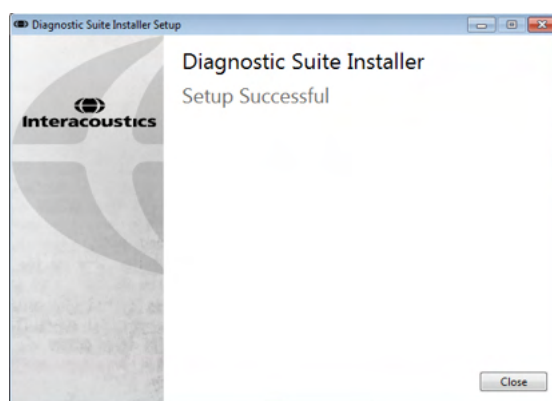 Diagnostic Suite Installer Setup
Diagnostic Suite Installer
Setup Successful
Interacoustics
Close